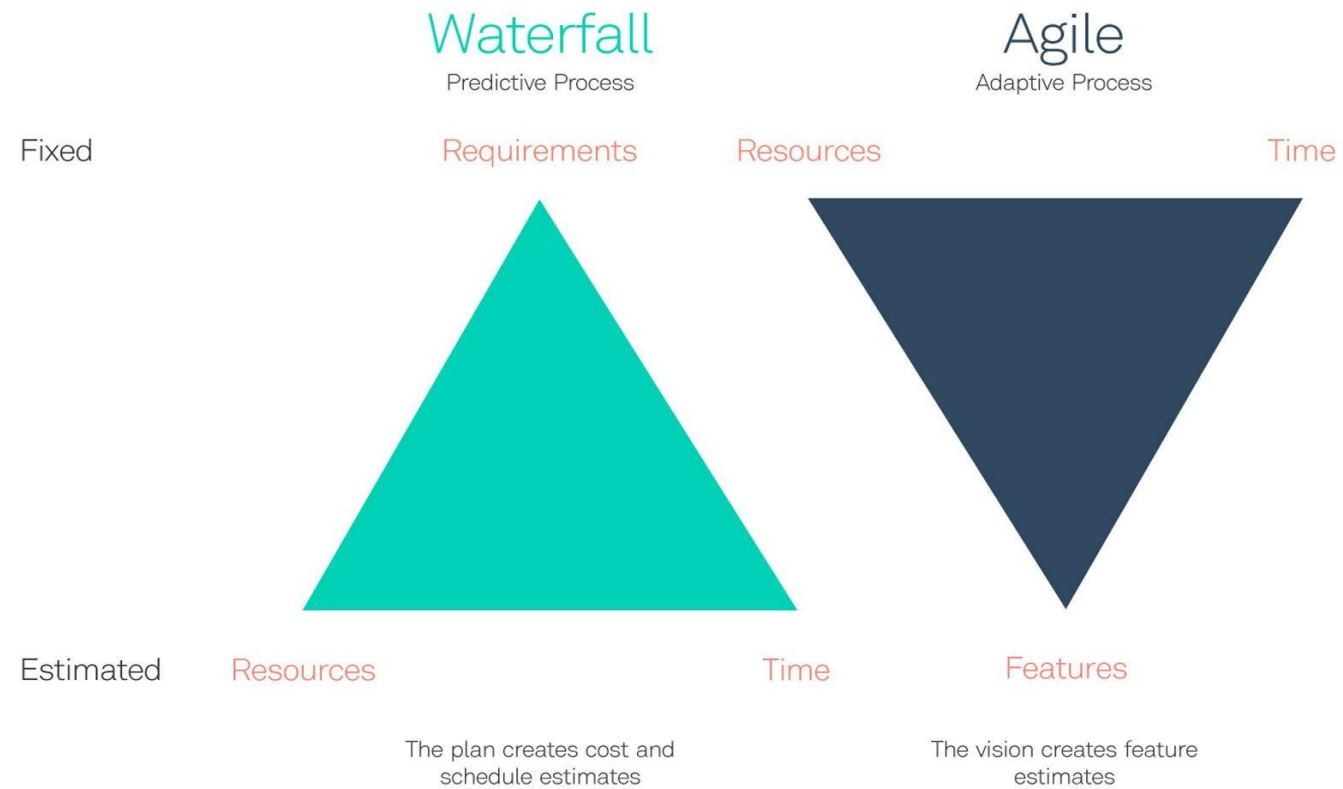 Waterfall
Agile
Predictive Process
Adaptive Process
Fixed
Requirements
Resources
Time
Estimated
Resources
Time
Features
The plan creates cost and
schedule estimates
The vision creates feature
estimates